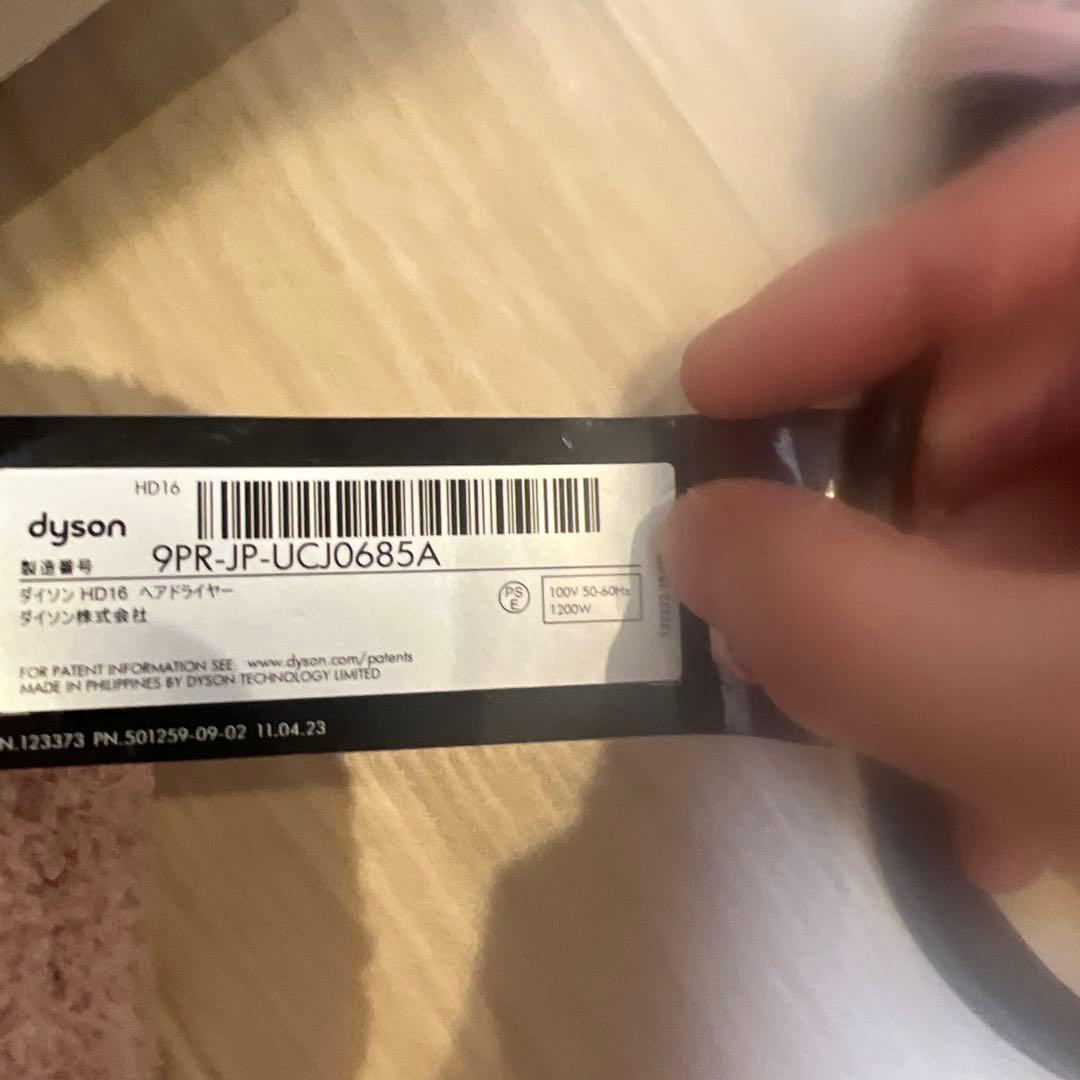 HD16
dyson
製造番号 9PR-JP-UCJ0685A
ダイソン HD16 ヘアドライヤー
ダイソン株式会社
PS
E
100V 50-60Hz
1200W
FOR PATENT INFORMATION SEE: www.dyson.com/patents
MADE IN PHILIPPINES BY DYSON TECHNOLOGY LIMITED
N.123373 PN.501259-09-02 11.04.23